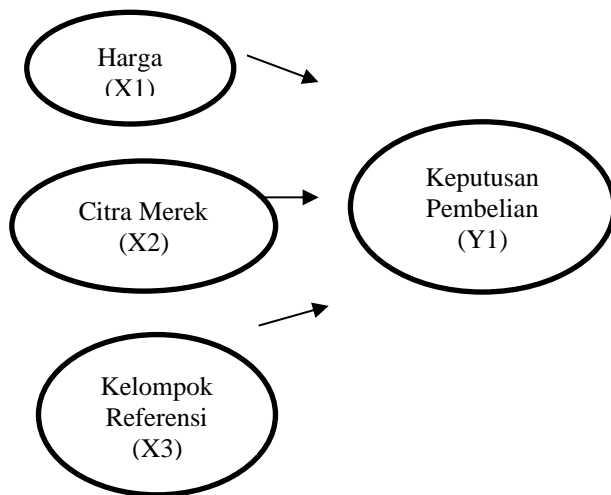 Harga
(X1)
Citra Merek
(X2)
Keputusan
Pembelian
(Y1)
Kelompok
Referensi
(X3)